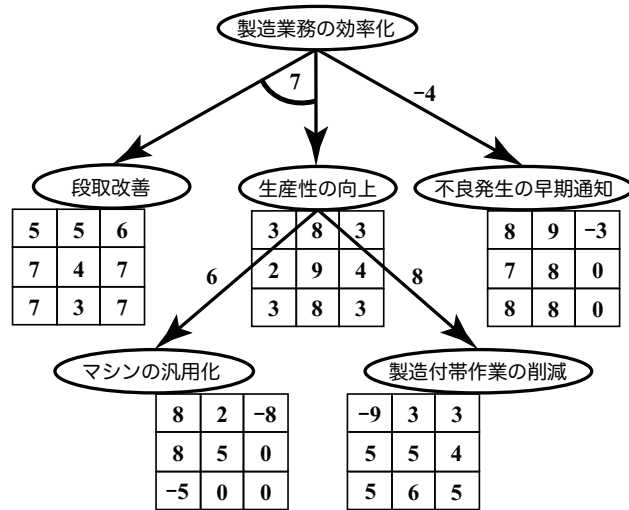 製造業務の効率化
7
−4
段取改善
生産性の向上
不良発生の早期通知
5 5 6
7 4 7
7 3 7
3 8 3
2 9 4
3 8 3
8 9 −3
7 8 0
8 8 0
6
8
マシンの汎用化
製造付帯作業の削減
8 2 −8
8 5 0
−5 0 0
−9 3 3
5 5 4
5 6 5